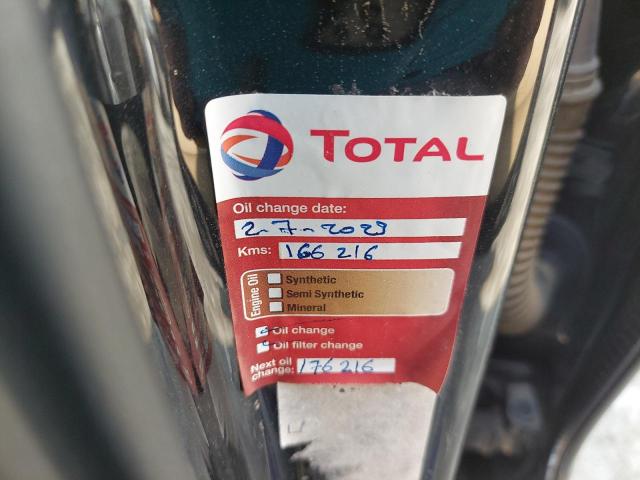 TOTAL
Oil change date:
2-7-2023
Kms: 166 216
Engine Oil
Synthetic
Semi Synthetic
Mineral
Oil change
Oil filter change
Next oil
change: 176 216